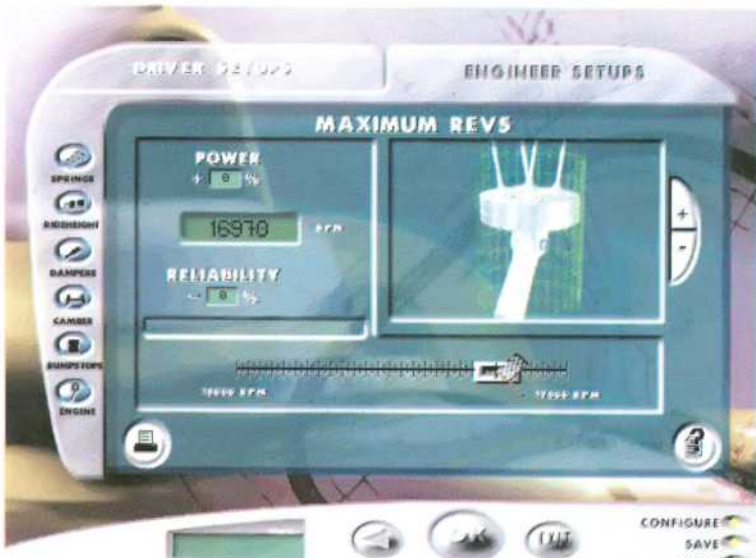 DRIVER SETUPS
ENGINEER SETUPS
MAXIMUM REVS
SPRINGS
RIDEHEIGHT
DAMPERS
CAMBER
BUMPSTOPS
ENGINE
POWER
+ 0 %
16970 RPM
RELIABILITY
- 0 %
+
-
OK
EXIT
CONFIGURE
SAVE